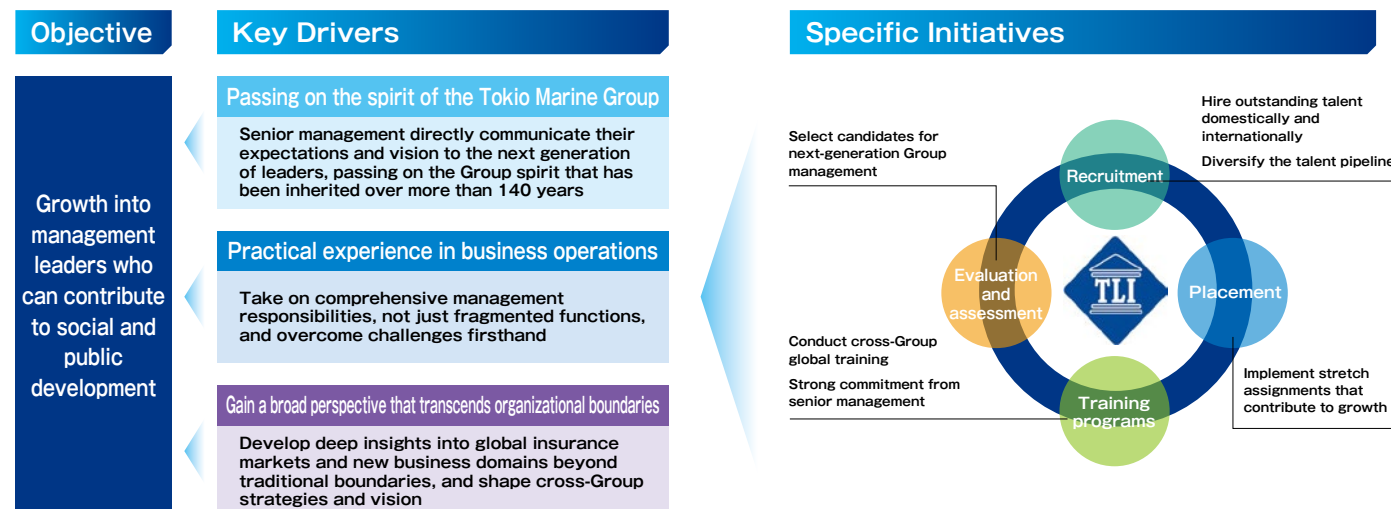 Objective
Growth into
management
leaders who
can contribute
to social and
public
development
Key Drivers
Passing on the spirit of the Tokio Marine Group
Senior management directly communicate their
expectations and vision to the next generation
of leaders, passing on the Group spirit that has
been inherited over more than 140 years
Practical experience in business operations
Take on comprehensive management
responsibilities, not just fragmented functions,
and overcome challenges firsthand
Gain a broad perspective that transcends organizational boundaries
Develop deep insights into global insurance
markets and new business domains beyond
traditional boundaries, and shape cross-Group
strategies and vision
Specific Initiatives
Select candidates for
next-generation Group
management
Recruitment
Hire outstanding talent
domestically and
internationally
Diversify the talent pipeline
Evaluation
and
assessment
TLI
Placement
Conduct cross-Group
global training
Strong commitment from
senior management
Training
programs
Implement stretch
assignments that
contribute to growth